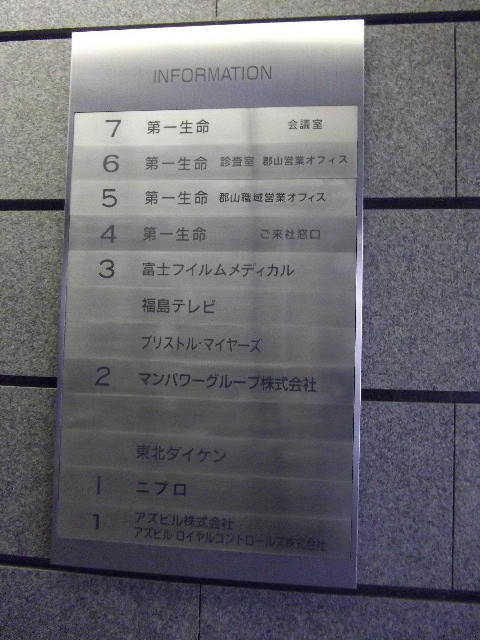 INFORMATION
7 第一生命 会議室
6 第一生命 診査室 郡山営業オフィス
5 第一生命 郡山職域営業オフィス
4 第一生命 ご来社窓口
3 富士フイルムメディカル
福島テレビ
ブリストル・マイヤーズ
2 マンパワーグループ株式会社
東北ダイケン
1 ニプロ
1 アズビル株式会社
アズビル ロイヤルコントロールズ株式会社